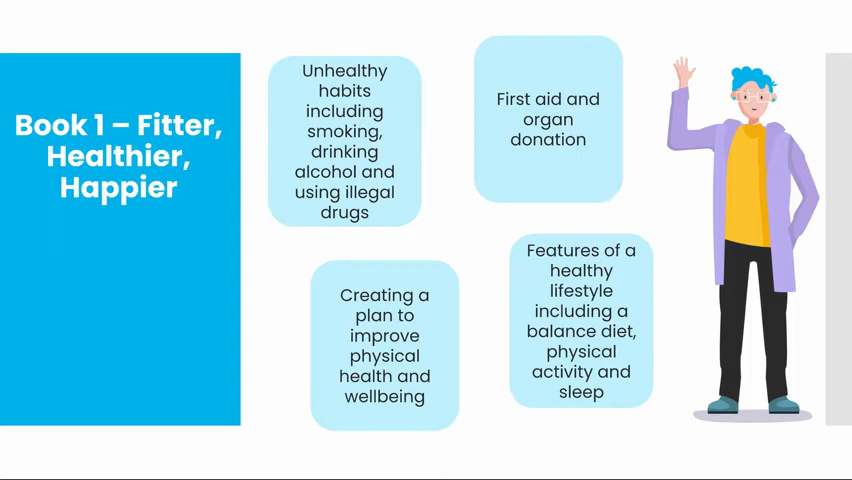 Book 1 – Fitter,
Healthier,
Happier
Unhealthy
habits
including
smoking,
drinking
alcohol and
using illegal
drugs
First aid and
organ
donation
Creating a
plan to
improve
physical
health and
wellbeing
Features of a
healthy
lifestyle
including a
balance diet,
physical
activity and
sleep